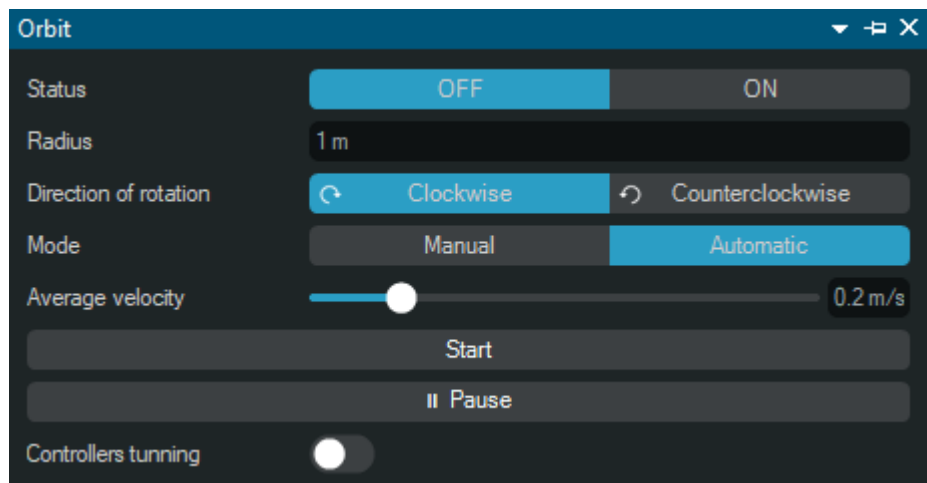 Orbit
Status OFF ON
Radius 1 m
Direction of rotation Clockwise Counterclockwise
Mode Manual Automatic
Average velocity 0.2 m/s
Start
Pause
Controllers tunning